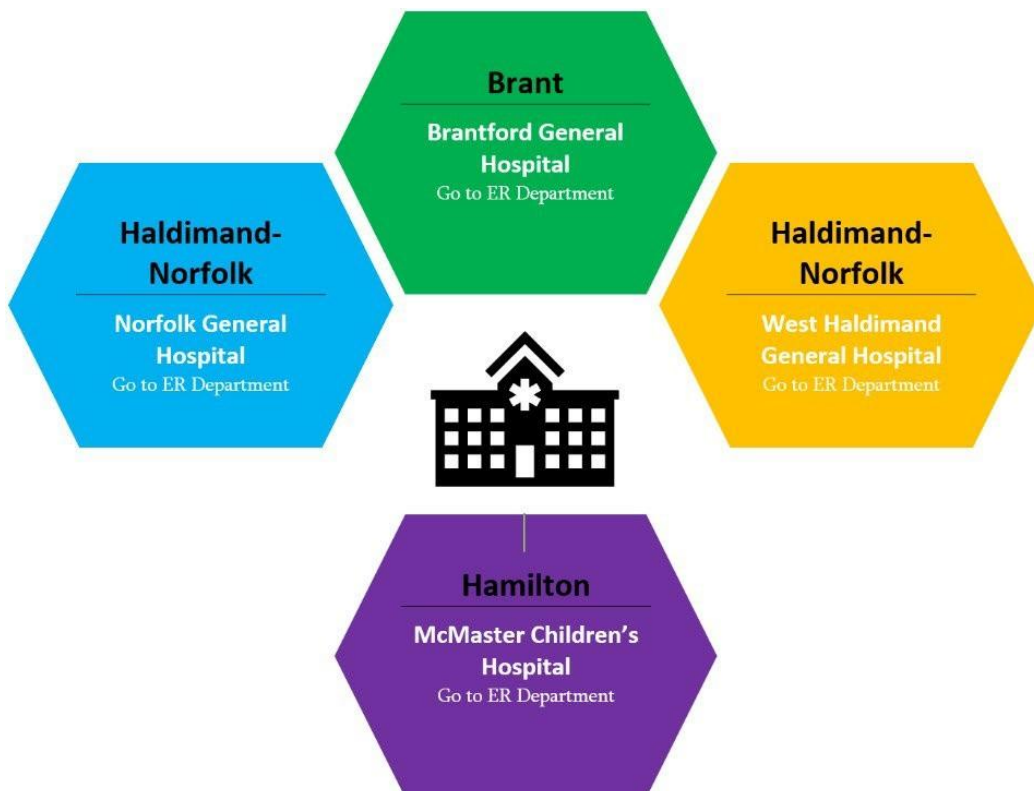 Brant
Brantford General
Hospital
Go to ER Department
Haldimand-
Norfolk
Norfolk General
Hospital
Go to ER Department
Haldimand-
Norfolk
West Haldimand
General Hospital
Go to ER Department
Hamilton
McMaster Children’s
Hospital
Go to ER Department